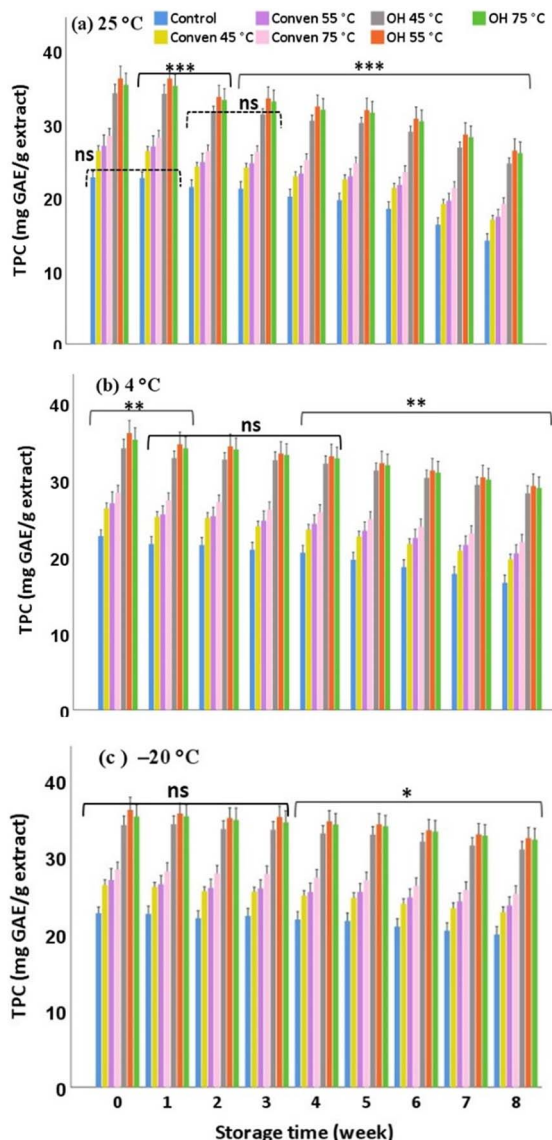 (a) 25 °C
Control
Conven 55 °C
OH 45 °C
OH 75 °C
Conven 45 °C
Conven 75 °C
OH 55 °C
TPC (mg GAE/g extract)
40
30
20
10
0
ns
***
ns
***
(b) 4 °C
TPC (mg GAE/g extract)
40
30
20
10
0
**
ns
**
(c ) –20 °C
TPC (mg GAE/g extract)
40
30
20
10
0
ns
*
0 1 2 3 4 5 6 7 8
Storage time (week)